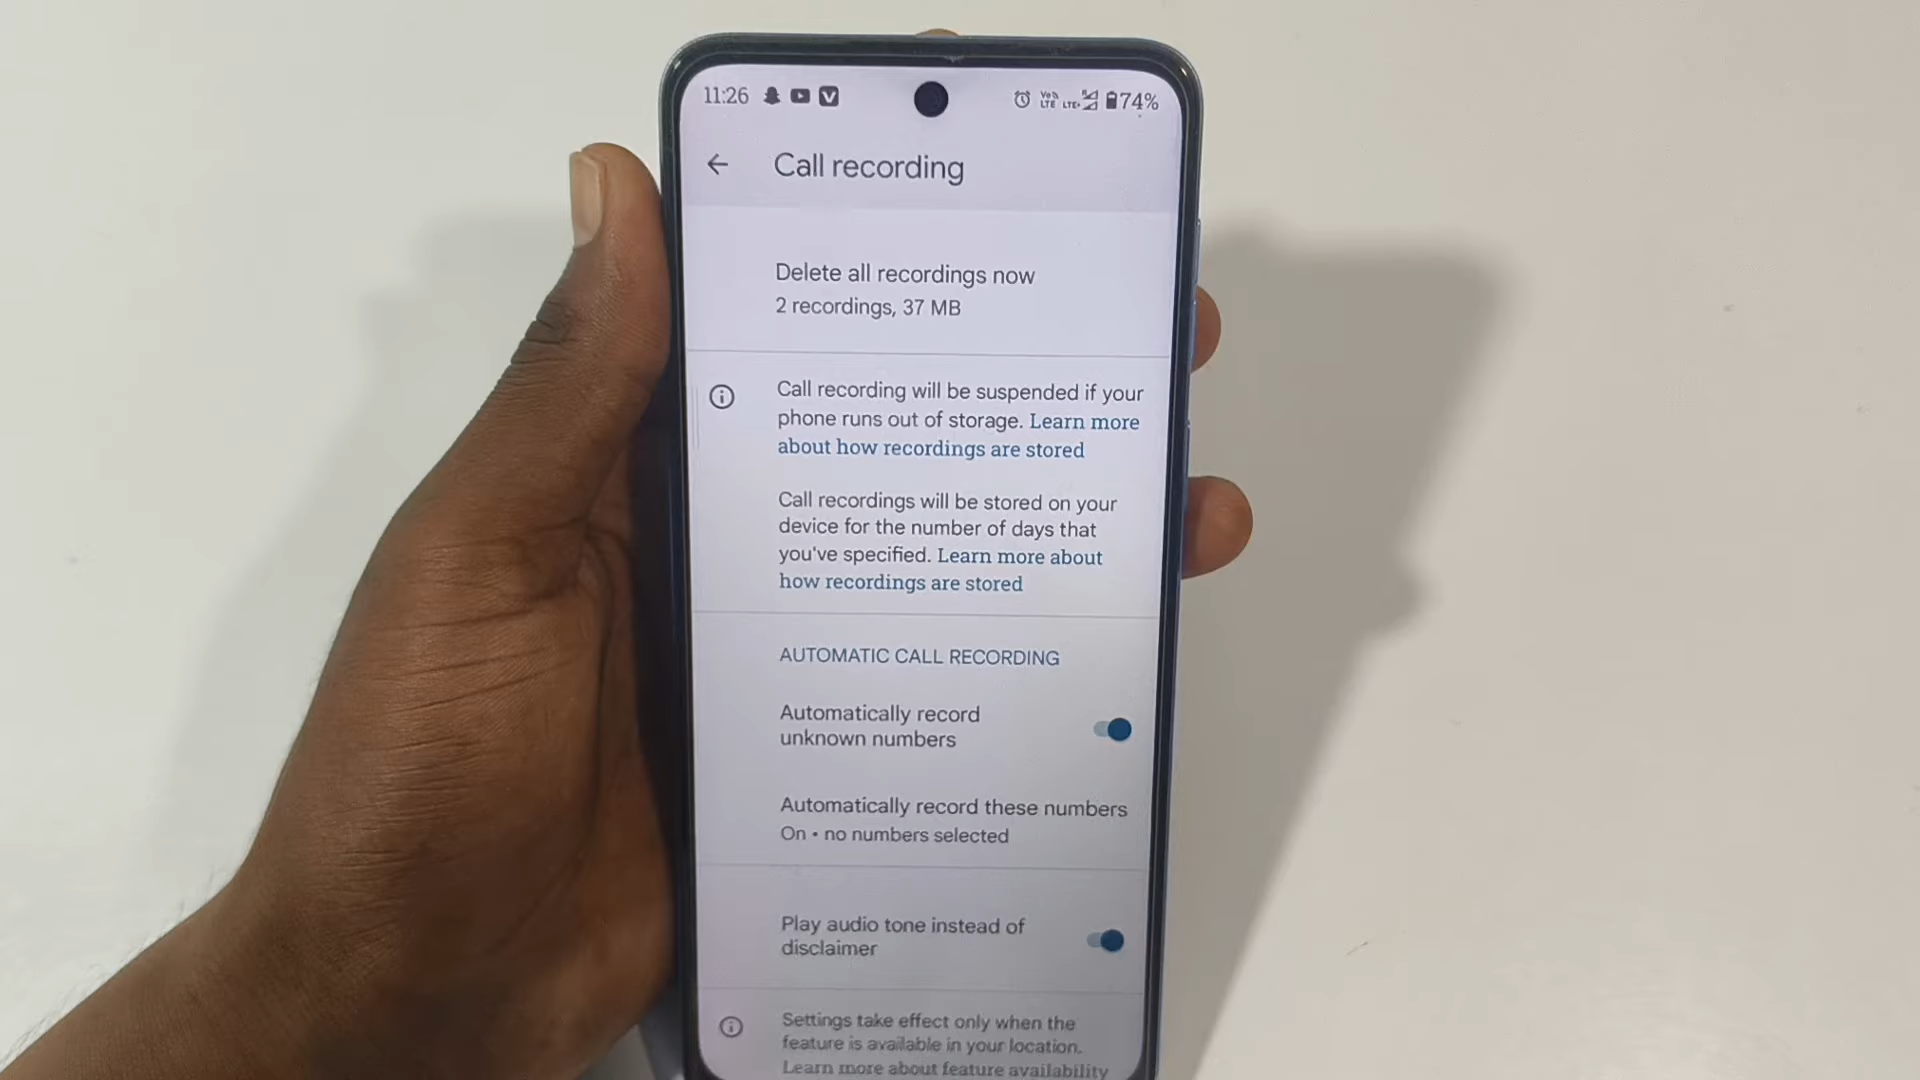 11:26 74%
Call recording
Delete all recordings now
2 recordings, 37 MB
Call recording will be suspended if your
phone runs out of storage. Learn more
about how recordings are stored
Call recordings will be stored on your
device for the number of days that
you've specified. Learn more about
how recordings are stored
AUTOMATIC CALL RECORDING
Automatically record
unknown numbers
Automatically record these numbers
On • no numbers selected
Play audio tone instead of
disclaimer
Settings take effect only when the
feature is available in your location.
Learn more about feature availability